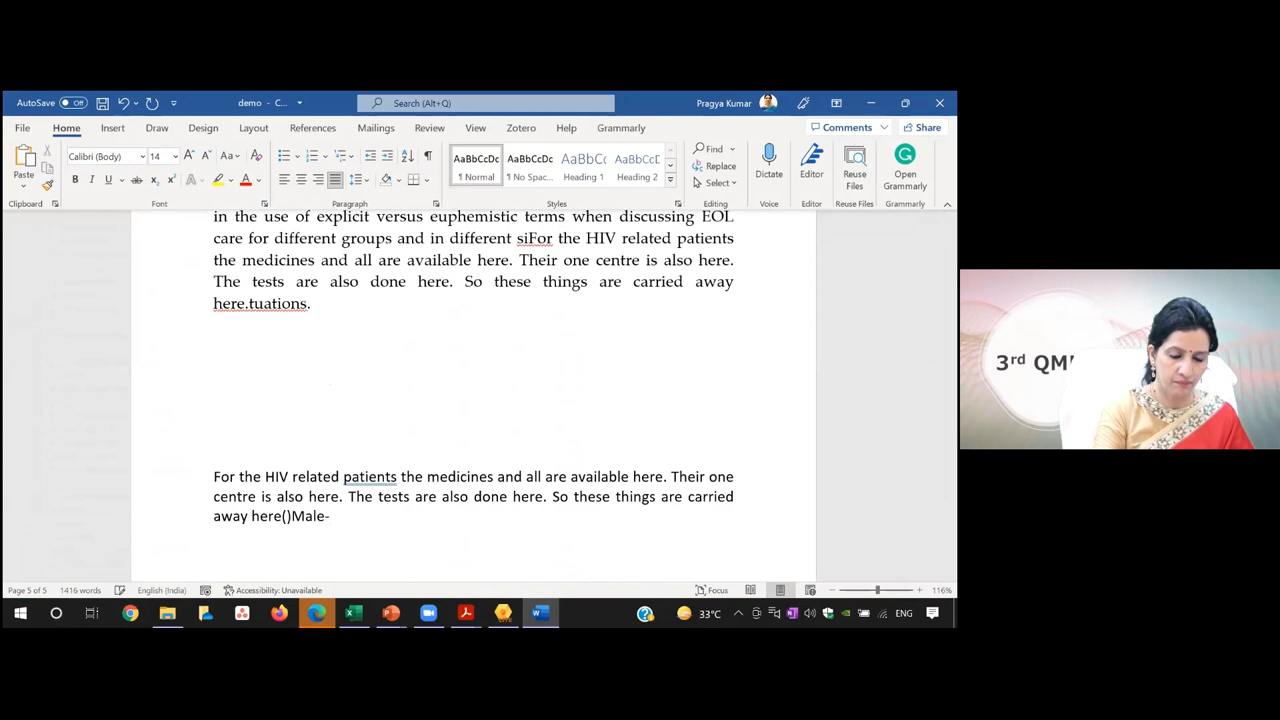 AutoSave Off demo - C... Search (Alt+Q) Pragya Kumar
File Home Insert Draw Design Layout References Mailings Review View Zotero Help Grammarly Comments Share
Paste Calibri (Body) 14 Aa AaBbCcDc AaBbCcDc AaBbCc AaBbCcD Find Replace Select Dictate Editor Reuse Files Open Grammarly
B I U ab x₂ x² A A ¶ Normal ¶ No Spac... Heading 1 Heading 2
Clipboard Font Paragraph Styles Editing Voice Editor Reuse Files Grammarly
in the use of explicit versus euphemistic terms when discussing EOL
care for different groups and in different siFor the HIV related patients
the medicines and all are available here. Their one centre is also here.
The tests are also done here. So these things are carried away
here.tuations.
For the HIV related patients the medicines and all are available here. Their one
centre is also here. The tests are also done here. So these things are carried
away here()Male-
3rd QM
Page 5 of 5 1416 words English (India) Accessibility: Unavailable Focus 116%
33°C ENG